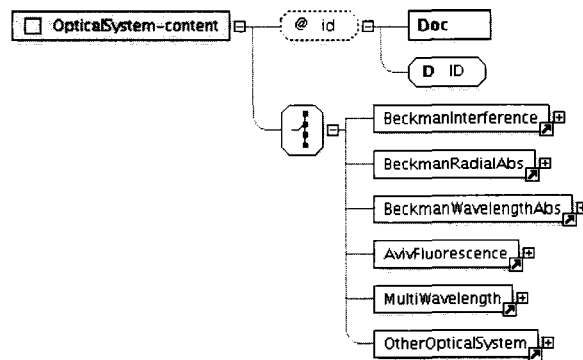 OpticalSystem-content
@ id
Doc
D ID
BeckmanInterference
BeckmanRadialAbs
BeckmanWavelengthAbs
AvivFluorescence
MultiWavelength
OtherOpticalSystem